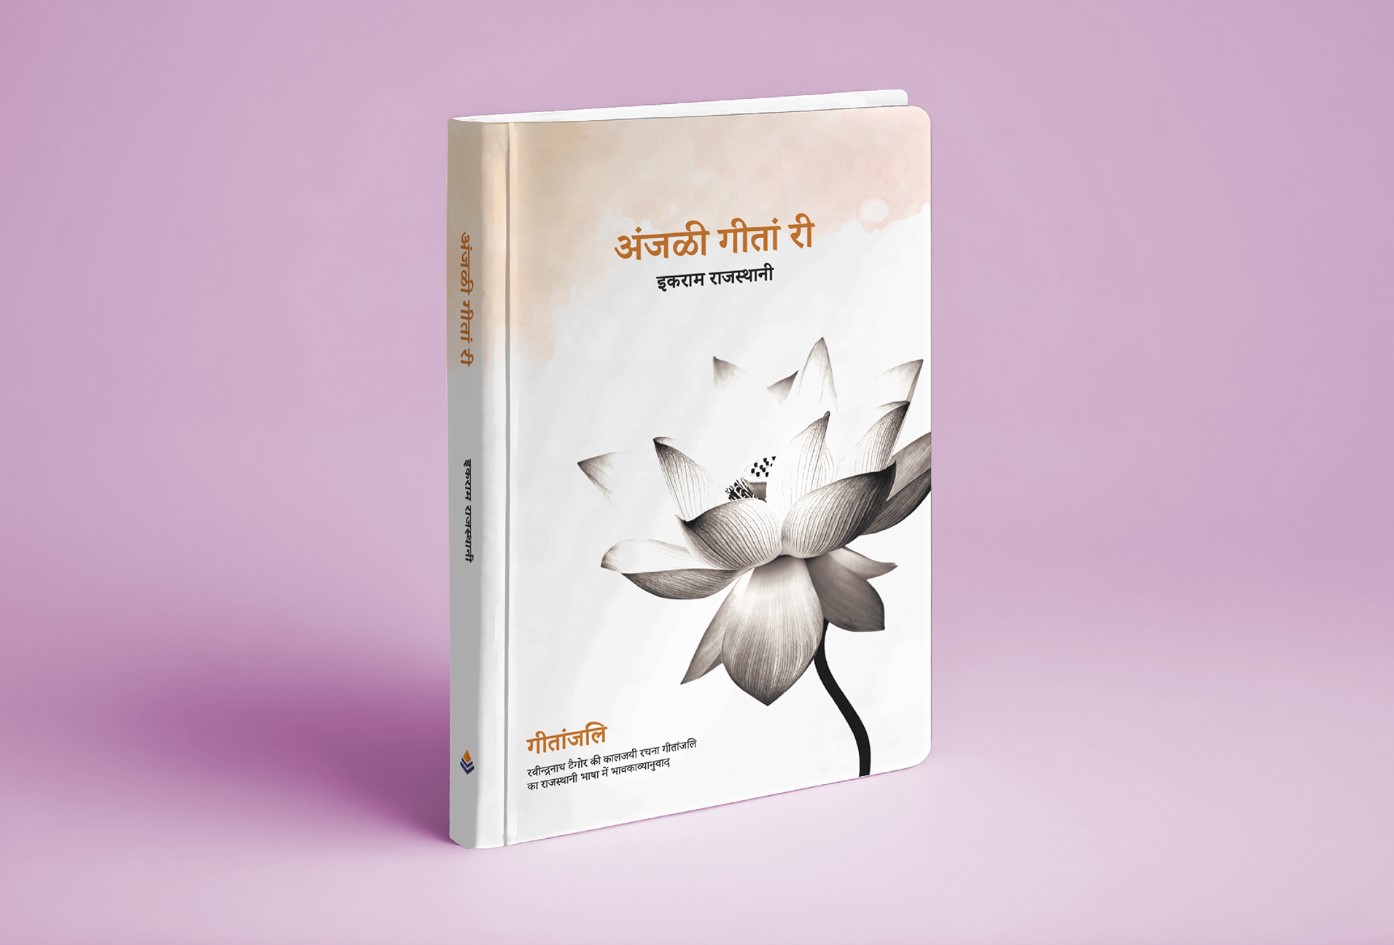 अंजळी गीतां री
इकराम राजस्थानी
गीतांजलि
रवीन्द्रनाथ टैगोर की कालजयी रचना गीतांजलि
का राजस्थानी भाषा में भावकाव्यानुवाद
अंजळी गीतां री
इकराम राजस्थानी